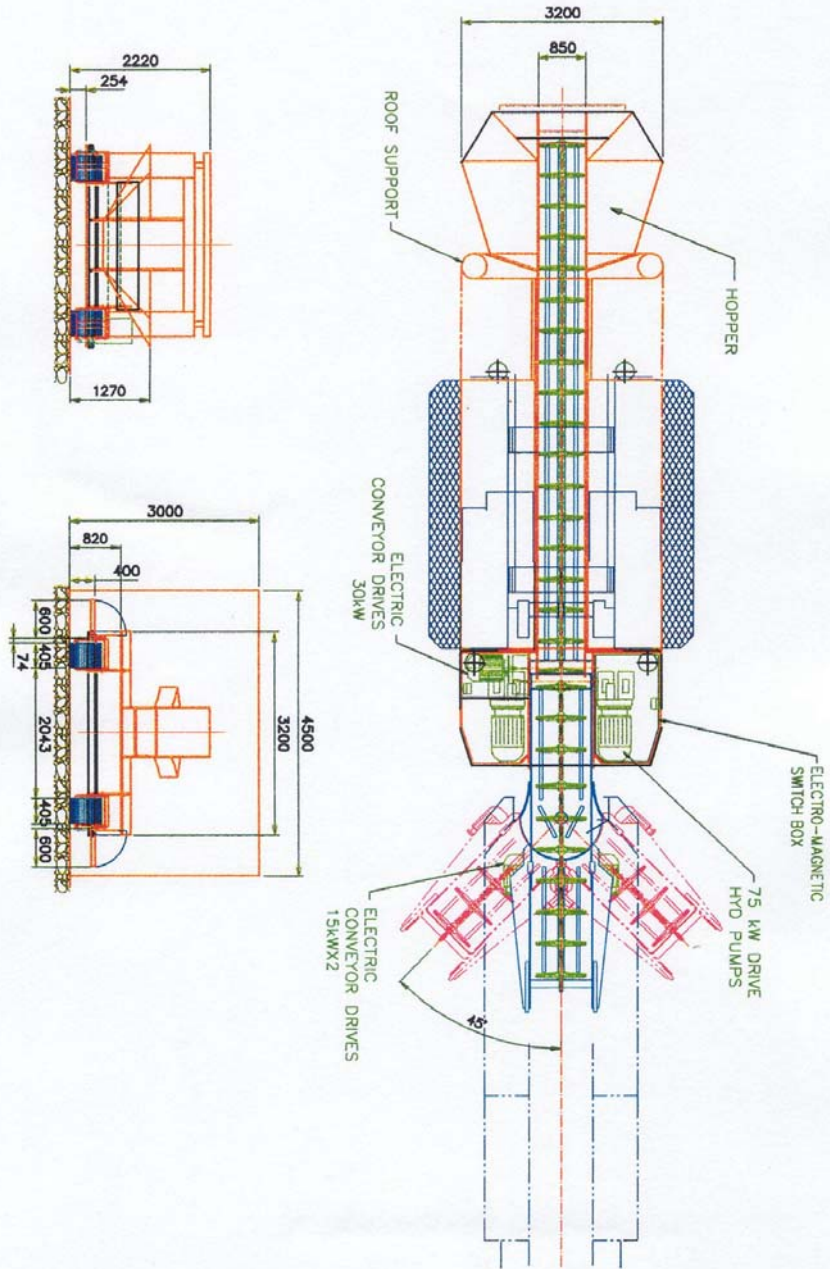 3200
850
2220
254
ROOF SUPPORT
HOPPER
1270
ELECTRIC
CONVEYOR DRIVES
30kW
3000
820
400
600
405
74
2043
405
600
3200
4500
ELECTRO-MAGNETIC
SWITCH BOX
75 kW DRIVE
HYD PUMPS
ELECTRIC
CONVEYOR DRIVES
15kWX2
45°